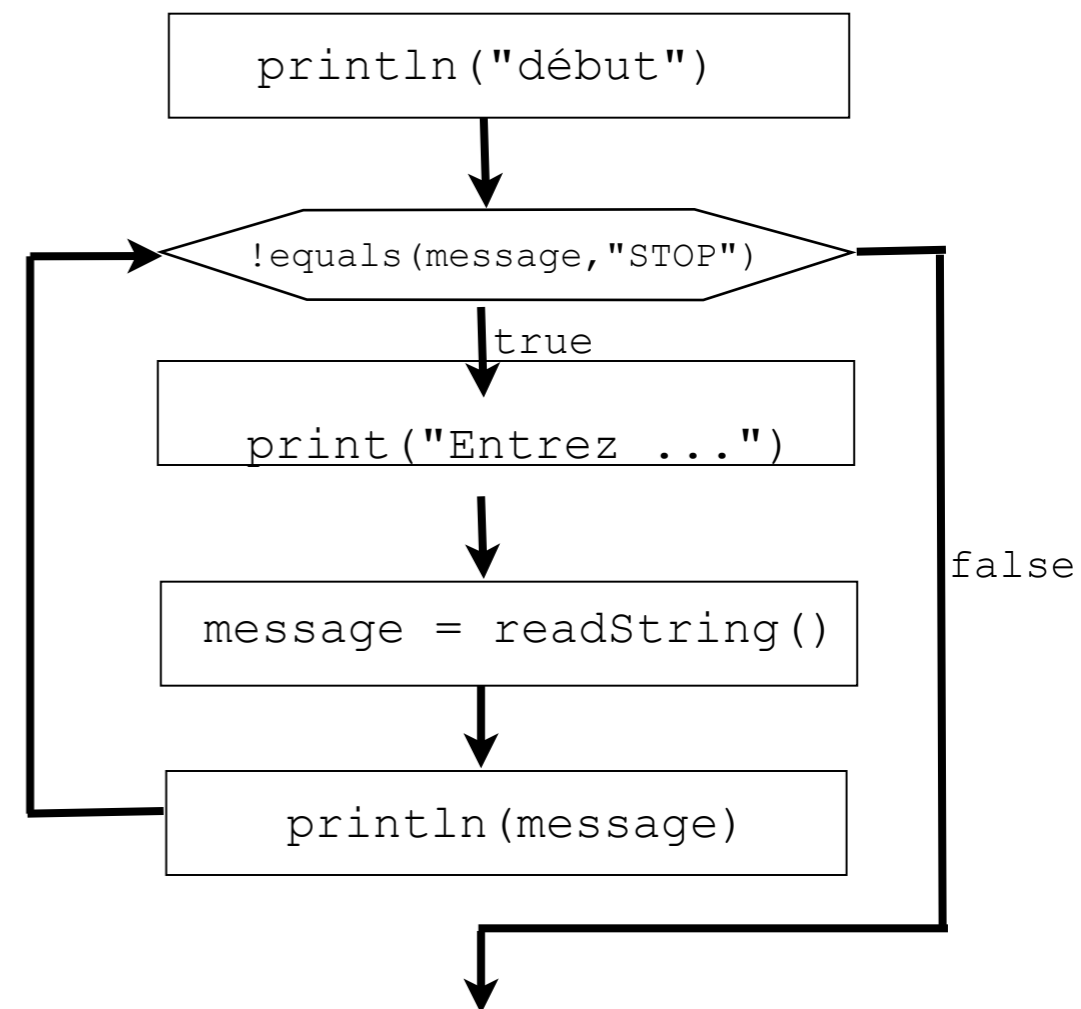 println("début")
!equals(message,"STOP")
true
print("Entrez ...")
false
message = readString()
println(message)